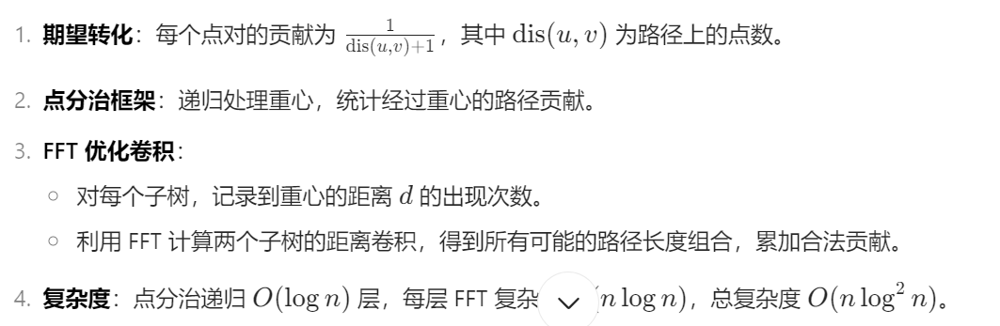 1. 期望转化：每个点对的贡献为 1/(dis(u,v)+1)，其中 dis(u, v) 为路径上的点数。
2. 点分治框架：递归处理重心，统计经过重心的路径贡献。
3. FFT 优化卷积：
○ 对每个子树，记录到重心的距离 d 的出现次数。
○ 利用 FFT 计算两个子树的距离卷积，得到所有可能的路径长度组合，累加合法贡献。
4. 复杂度：点分治递归 O(log n) 层，每层 FFT 复杂 (n log n)，总复杂度 O(n log² n)。